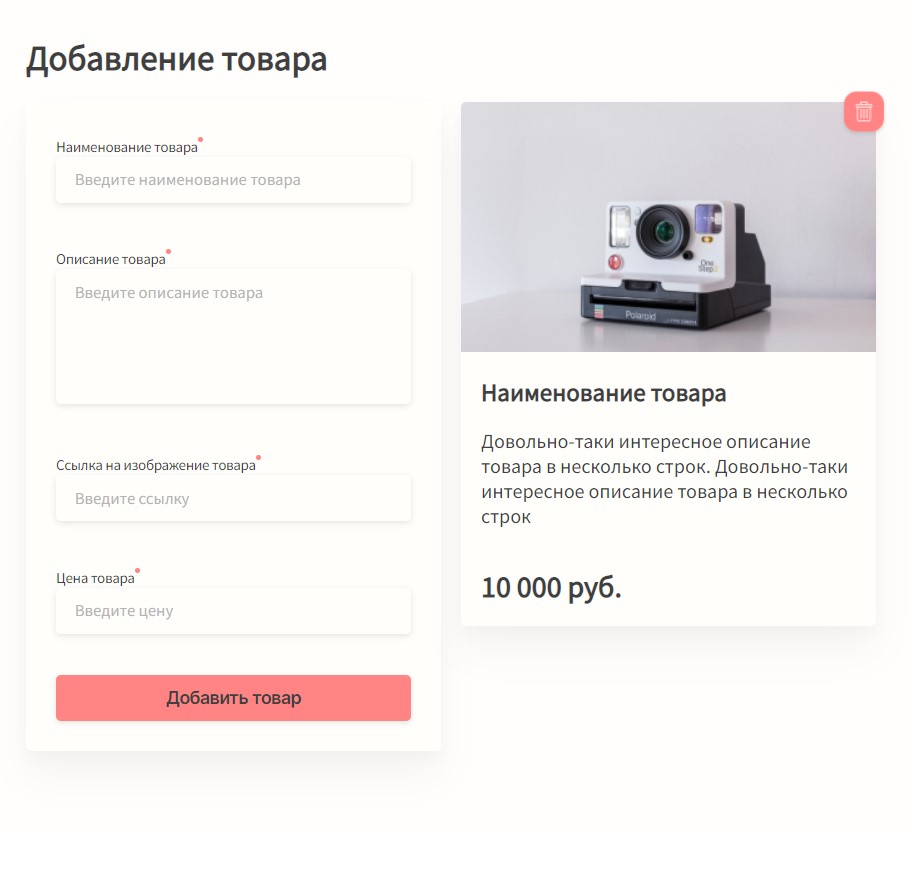 Добавление товара
Наименование товара
Введите наименование товара
Описание товара
Введите описание товара
Ссылка на изображение товара
Введите ссылку
Цена товара
Введите цену
Добавить товар
One
Step2
Polaroid
Наименование товара
Довольно-таки интересное описание
товара в несколько строк. Довольно-таки
интересное описание товара в несколько
строк
10 000 руб.